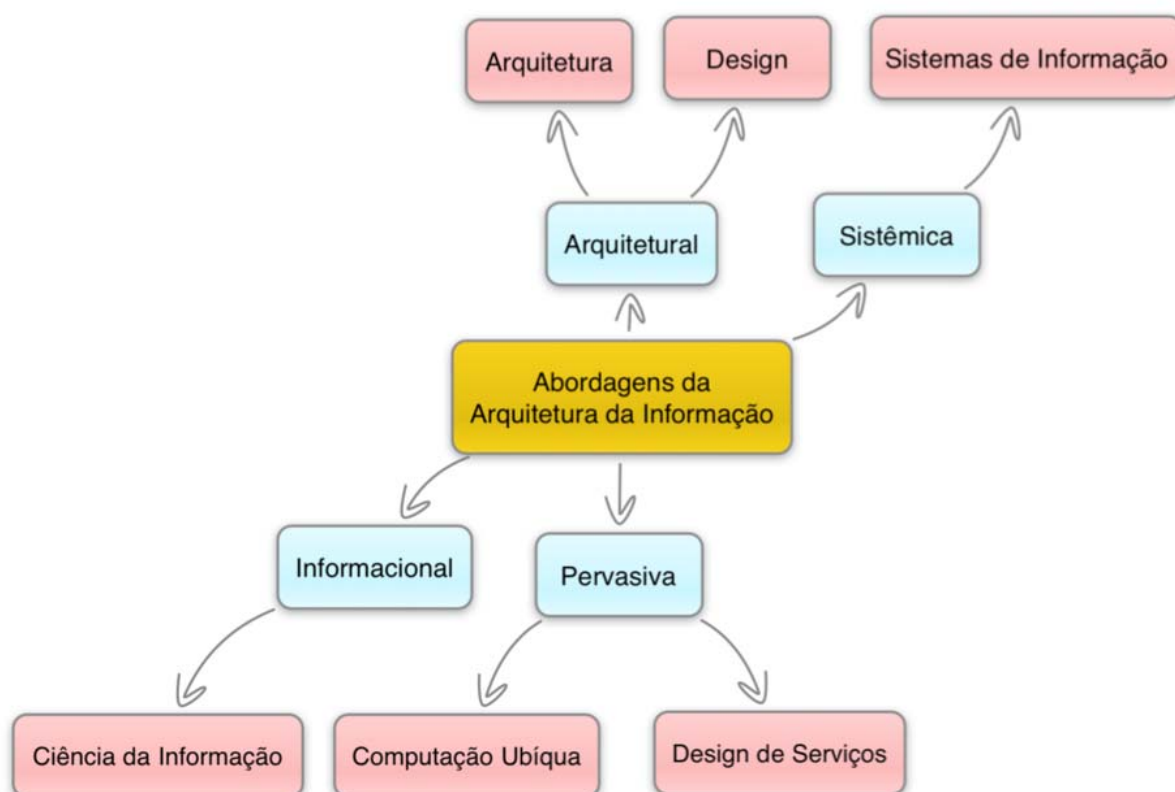 Arquitetura
Design
Sistemas de Informação
Arquitetural
Sistêmica
Abordagens da
Arquitetura da Informação
Informacional
Pervasiva
Ciência da Informação
Computação Ubíqua
Design de Serviços